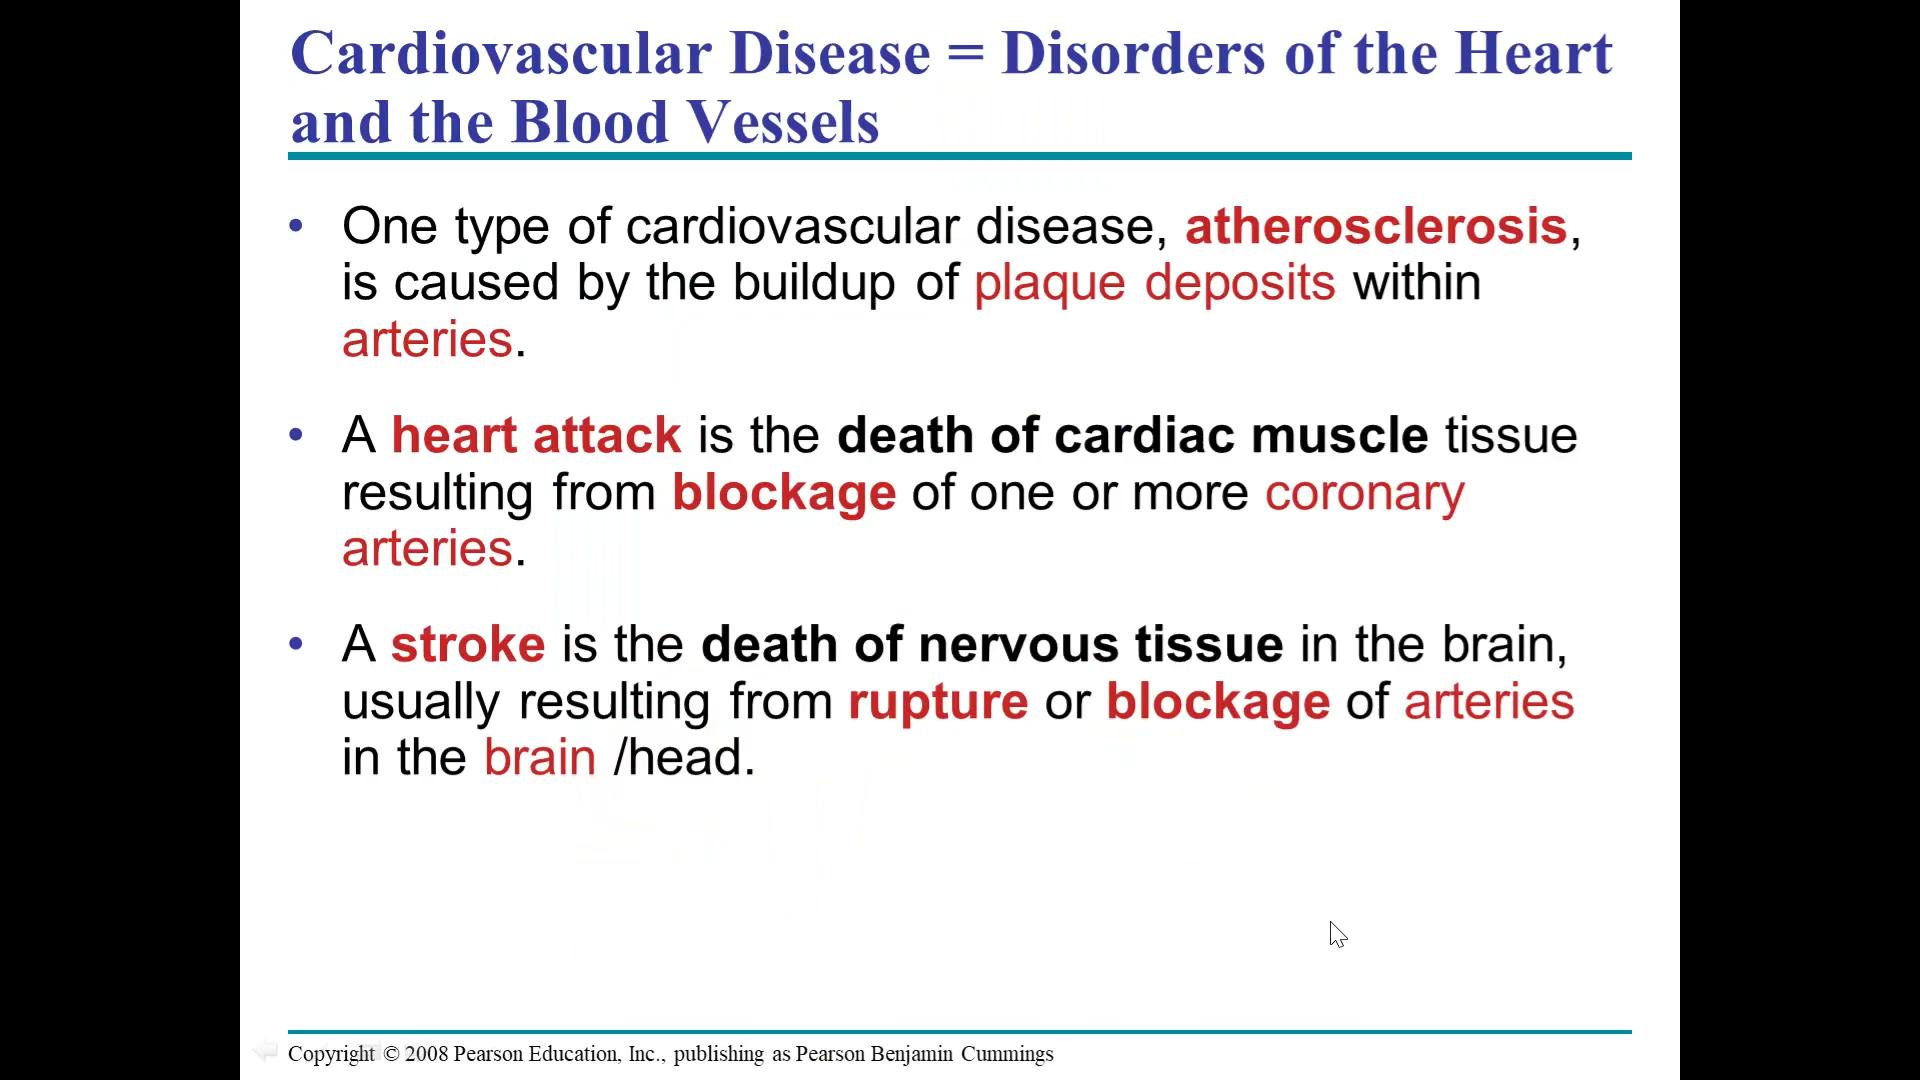 Cardiovascular Disease = Disorders of the Heart
and the Blood Vessels
• One type of cardiovascular disease, atherosclerosis,
is caused by the buildup of plaque deposits within
arteries.
• A heart attack is the death of cardiac muscle tissue
resulting from blockage of one or more coronary
arteries.
• A stroke is the death of nervous tissue in the brain,
usually resulting from rupture or blockage of arteries
in the brain /head.
Copyright © 2008 Pearson Education, Inc., publishing as Pearson Benjamin Cummings